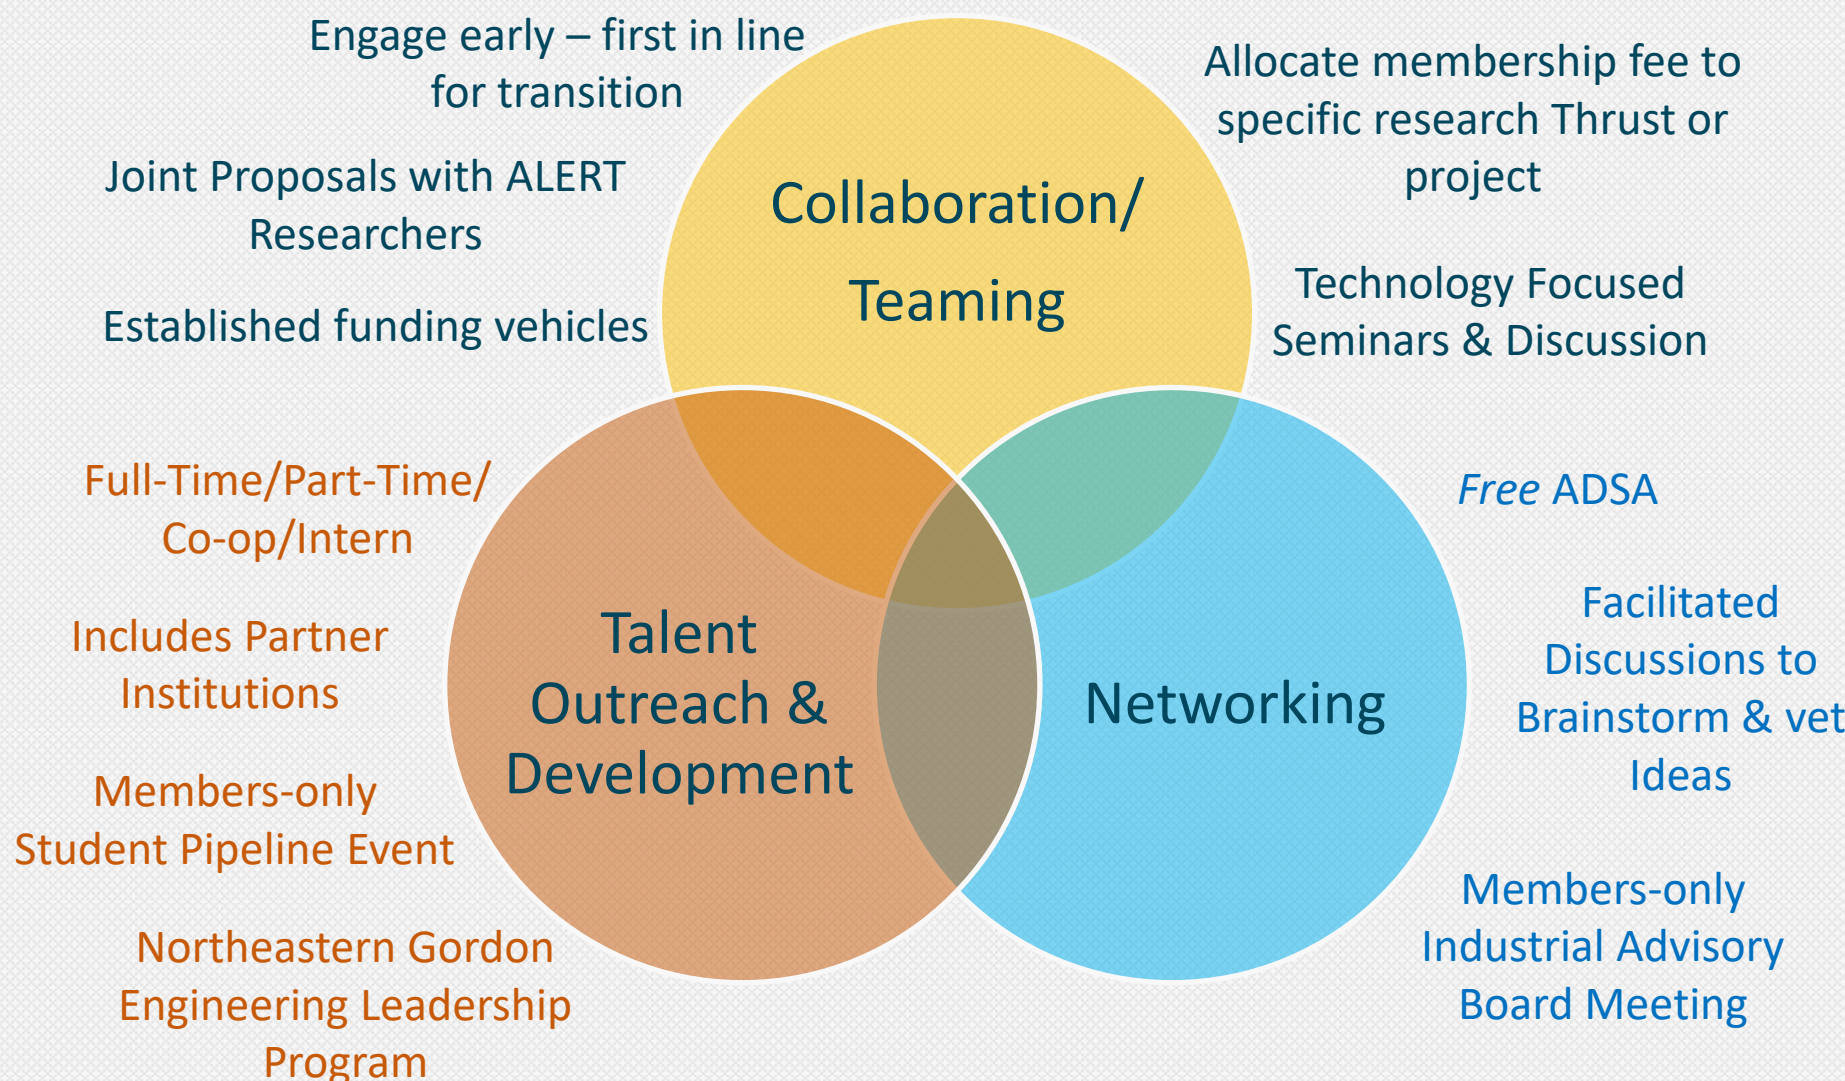 Engage early – first in line
for transition
Joint Proposals with ALERT
Researchers
Established funding vehicles
Collaboration/
Teaming
Allocate membership fee to
specific research Thrust or
project
Technology Focused
Seminars & Discussion
Full-Time/Part-Time/
Co-op/Intern
Includes Partner
Institutions
Members-only
Student Pipeline Event
Northeastern Gordon
Engineering Leadership
Program
Talent
Outreach &
Development
Networking
Free ADSA
Facilitated
Discussions to
Brainstorm & vet
Ideas
Members-only
Industrial Advisory
Board Meeting